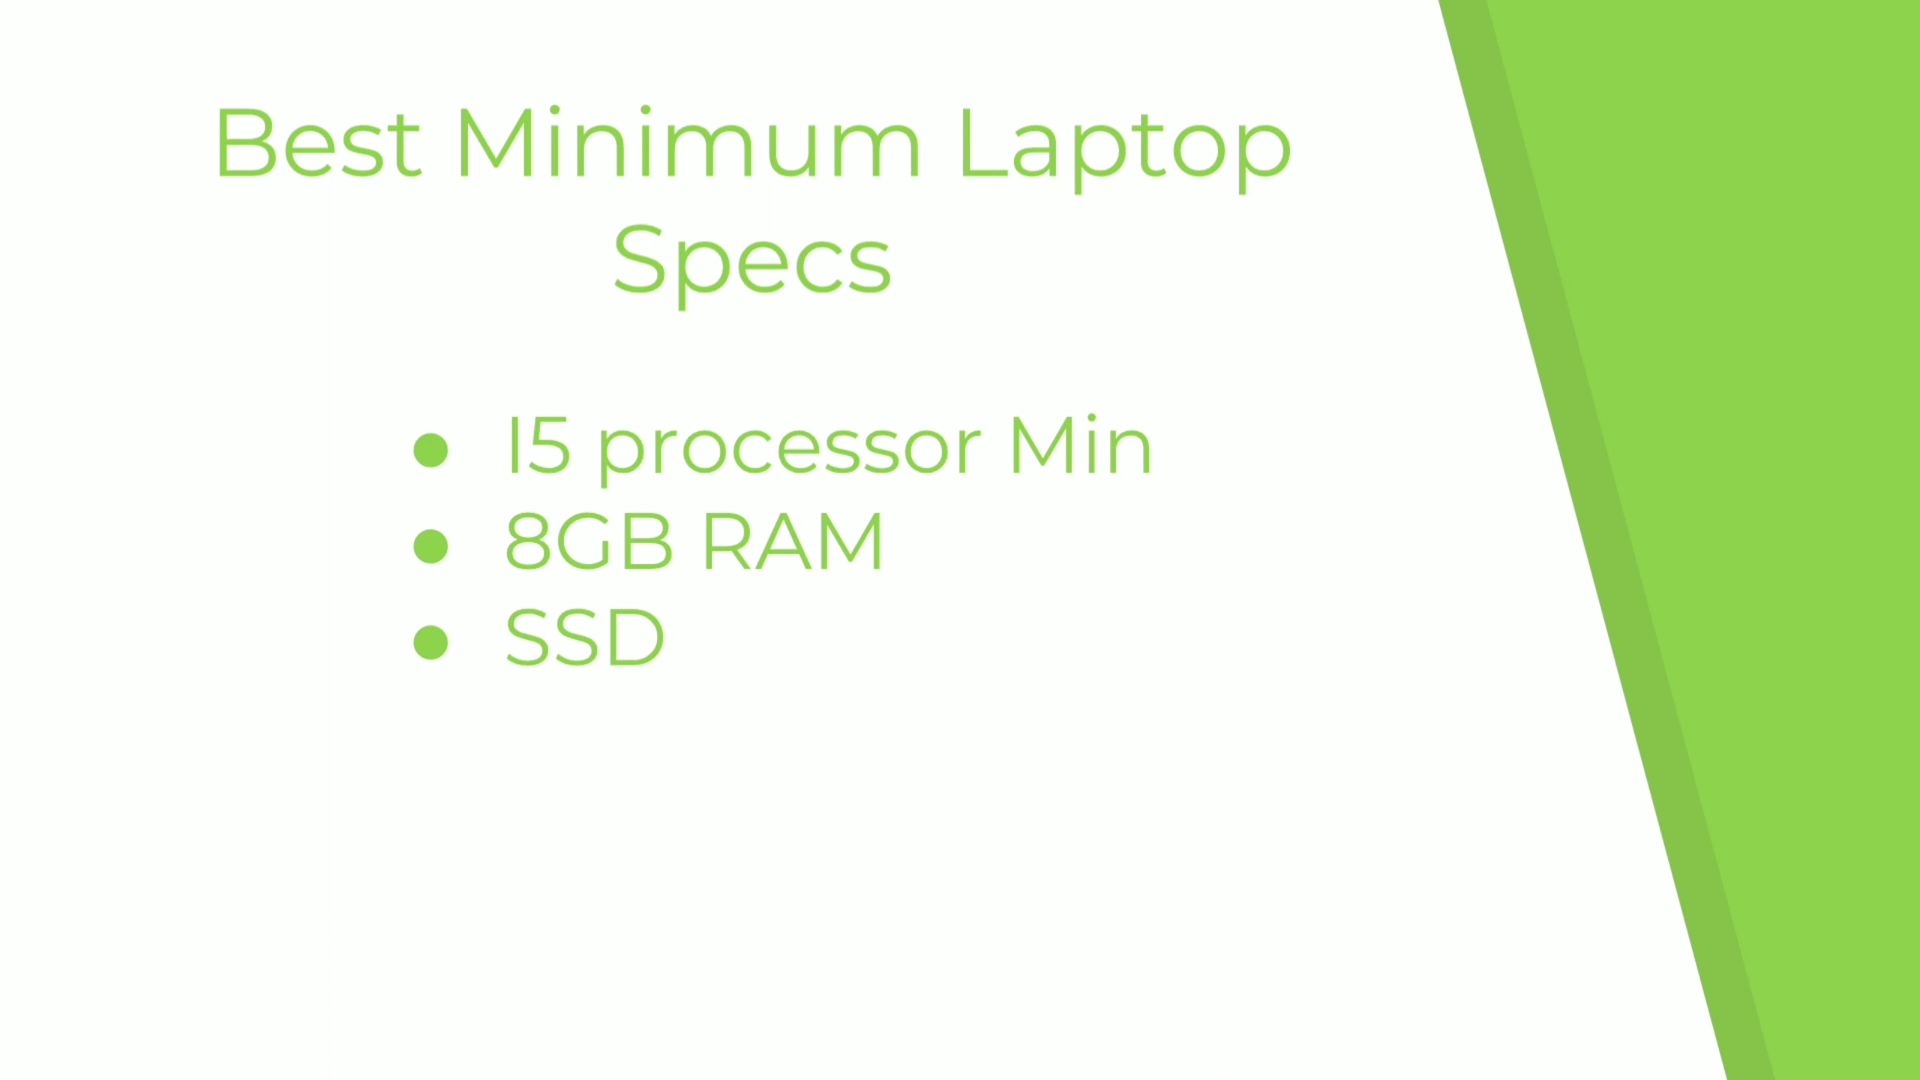 Best Minimum Laptop
Specs
● I5 processor Min
● 8GB RAM
● SSD